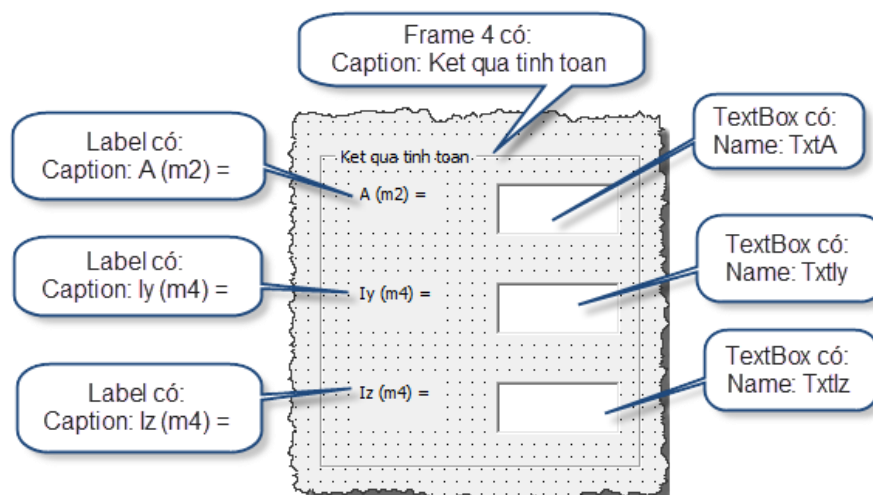 Frame 4 có:
Caption: Ket qua tinh toan
Label có:
Caption: A (m2) =
TextBox có:
Name: TxtA
Ket qua tinh toan
A (m2) =
Label có:
Caption: Iy (m4) =
Iy (m4) =
TextBox có:
Name: TxtIy
Label có:
Caption: Iz (m4) =
Iz (m4) =
TextBox có:
Name: TxtIz